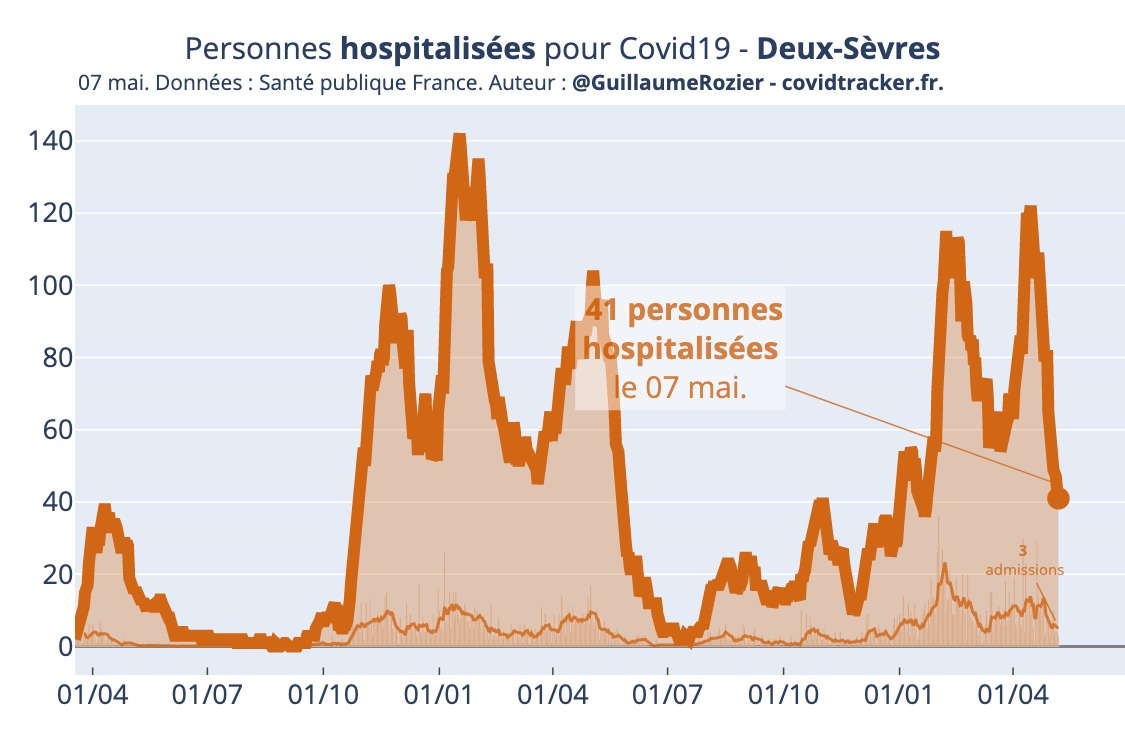 Personnes hospitalisées pour Covid19 - Deux-Sèvres
07 mai. Données : Santé publique France. Auteur : @GuillaumeRozier - covidtracker.fr.
140
120
100
80
60
40
20
0
41 personnes
hospitalisées
le 07 mai.
3
admissions
01/04 01/07 01/10 01/01 01/04 01/07 01/10 01/01 01/04